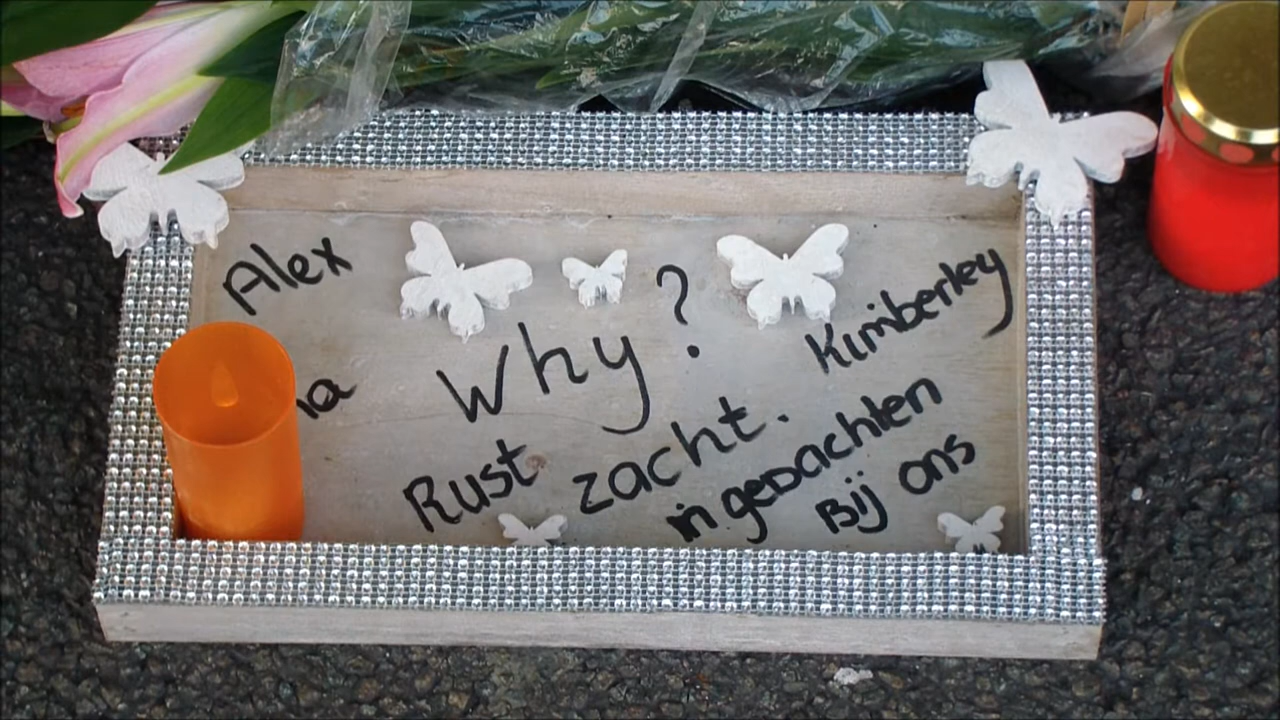 Alex
Why?
Kimberley
Rust zacht.
in gedachten
Bij ons